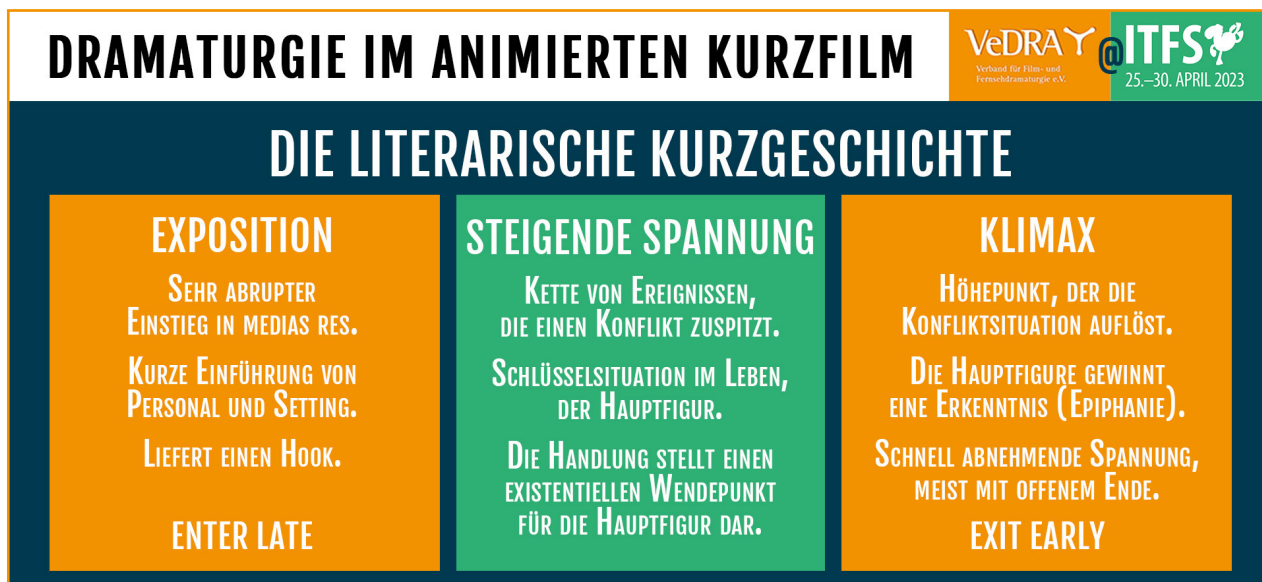 DRAMATURGIE IM ANIMIERTEN KURZFILM
VeDRA
Verband für Film- und
Fernsehdramaturgie e.V.
@ITFS
25.–30. APRIL 2023
DIE LITERARISCHE KURZGESCHICHTE
EXPOSITION
SEHR ABRUPTER
EINSTIEG IN MEDIAS RES.
KURZE EINFÜHRUNG VON
PERSONAL UND SETTING.
LIEFERT EINEN HOOK.
ENTER LATE
STEIGENDE SPANNUNG
KETTE VON EREIGNISSEN,
DIE EINEN KONFLIKT ZUSPITZT.
SCHLÜSSELSITUATION IM LEBEN,
DER HAUPTFIGUR.
DIE HANDLUNG STELLT EINEN
EXISTENTIELLEN WENDEPUNKT
FÜR DIE HAUPTFIGUR DAR.
KLIMAX
HÖHEPUNKT, DER DIE
KONFLIKTSITUATION AUFLÖST.
DIE HAUPTFIGURE GEWINNT
EINE ERKENNTNIS (EPIPHANIE).
SCHNELL ABNEHMENDE SPANNUNG,
MEIST MIT OFFENEM ENDE.
EXIT EARLY